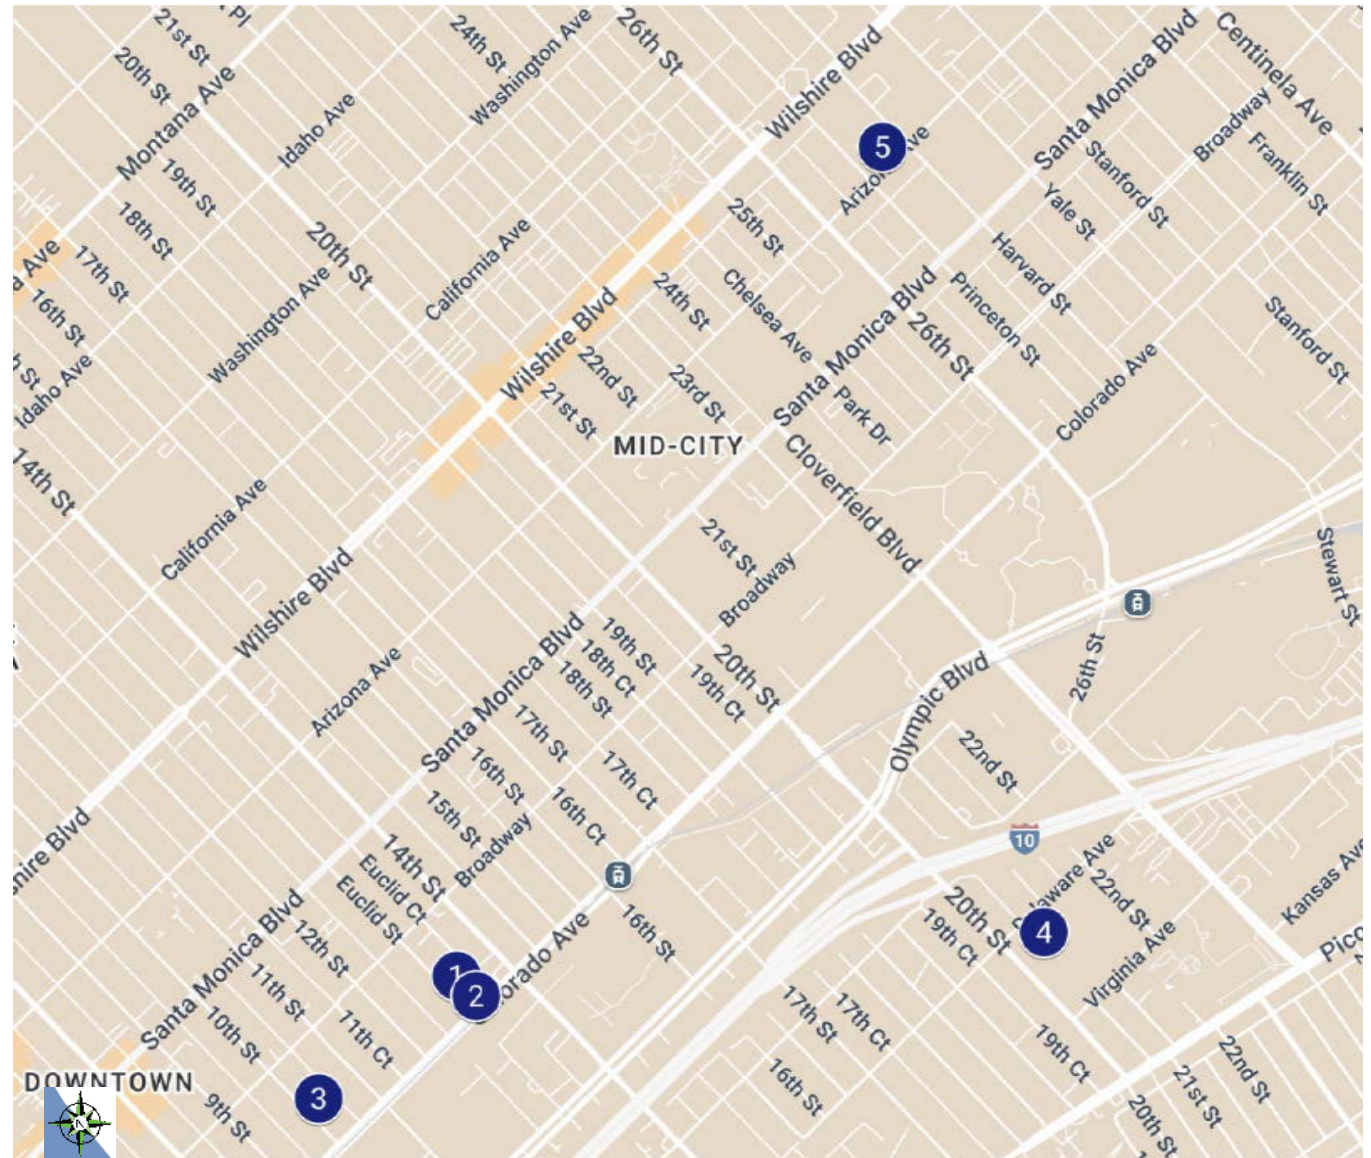 Pl
21st St
20th St
Montana Ave
24th St
Washington Ave
26th St
Wilshire Blvd
Santa Monica Blvd
Centinela Ave
Broadway
Franklin St
Idaho Ave
19th St
18th St
17th St
16th St
20th St
California Ave
Washington Ave
Idaho Ave
5
Arizona Ave
Stanford St
Yale St
Harvard St
Princeton St
25th St
24th St
Chelsea Ave
Santa Monica Blvd
26th St
Stanford St
Wilshire Blvd
22nd St
21st St
23rd St
Park Dr
Colorado Ave
MID-CITY
Cloverfield Blvd
14th St
California Ave
Wilshire Blvd
21st St
Broadway
Stewart St
19th St
18th Ct
18th St
20th St
19th Ct
Arizona Ave
Santa Monica Blvd
Olympic Blvd
26th St
17th St
17th Ct
16th St
16th Ct
15th St
Broadway
22nd St
14th St
Euclid Ct
Euclid St
10
Kansas Ave
22nd St
Virginia Ave
4
20th St
19th Ct
Santa Monica Blvd
12th St
11th St
10th St
11th Ct
16th St
1
2
Pico
17th St
17th Ct
16th St
19th Ct
22nd St
21st St
20th St
DOWNTOWN
9th St
3
N